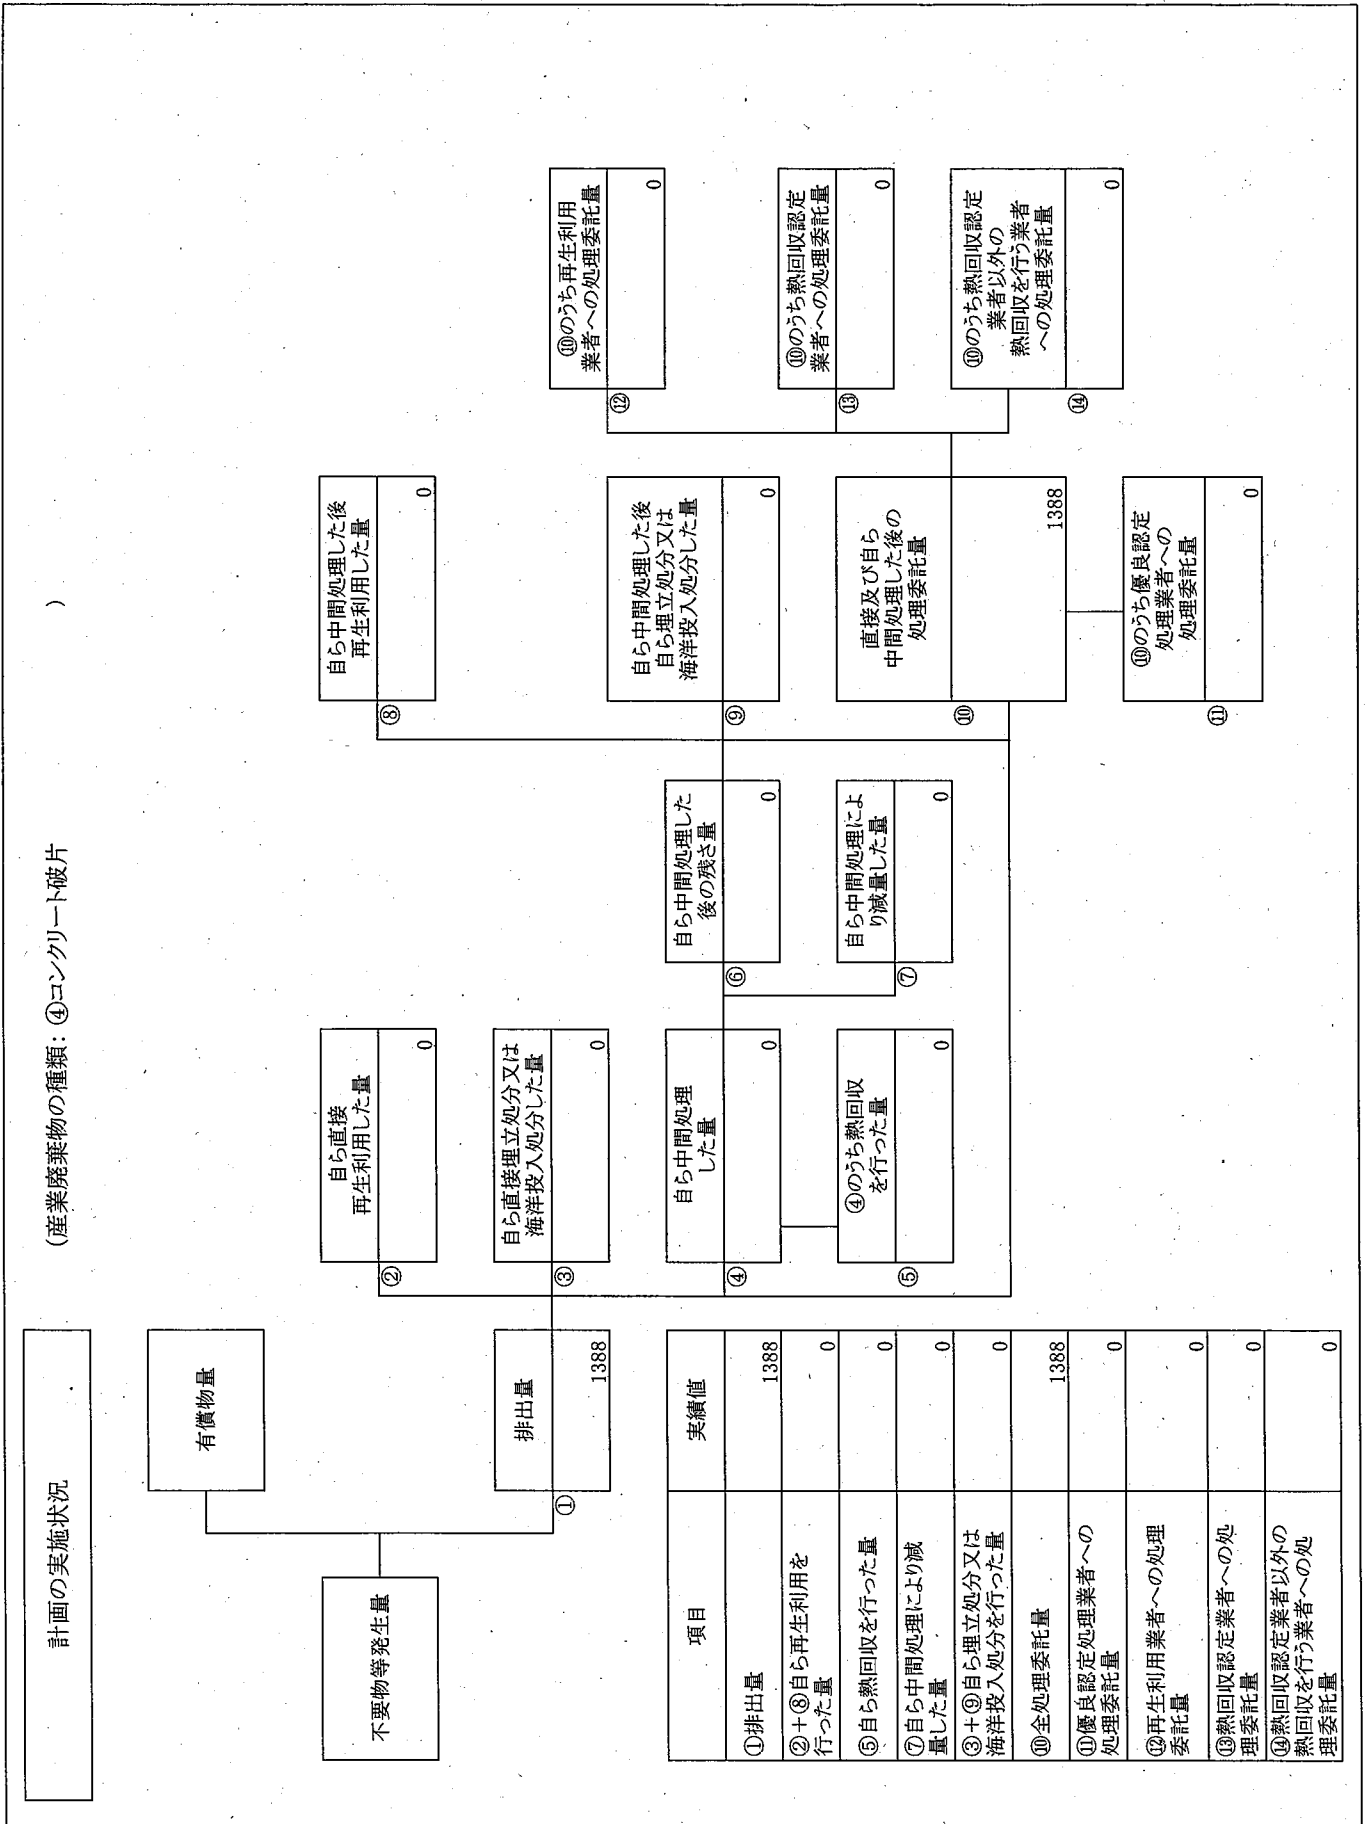 計画の実施状況
(産業廃棄物の種類：④コンクリート破片
)
不要物等発生量
有償物量
①
排出量
1388
②
自ら直接
再生利用した量
0
③
自ら直接埋立処分又は
海洋投入処分した量
0
④
自ら中間処理
した量
0
⑤
④のうち熱回収
を行った量
0
⑥
自ら中間処理した
後の残さ量
0
⑦
自ら中間処理によ
り減量した量
0
⑧
自ら中間処理した後
再生利用した量
0
⑨
自ら中間処理した後
自ら埋立処分又は
海洋投入処分した量
0
⑩
直接及び自ら
中間処理した後の
処理委託量
1388
⑪
⑩のうち優良認定
処理業者への
処理委託量
0
⑫
⑩のうち再生利用
業者への処理委託量
0
⑬
⑩のうち熱回収認定
業者への処理委託量
0
⑭
⑩のうち熱回収認定
業者以外の
熱回収を行う業者
への処理委託量
0
項目 実績値
①排出量 1388
②+⑧自ら再生利用を
行った量 0
⑤自ら熱回収を行った量 0
⑦自ら中間処理により減
量した量 0
③+⑨自ら埋立処分又は
海洋投入処分を行った量 0
⑩全処理委託量 1388
⑪優良認定処理業者への
処理委託量 0
⑫再生利用業者への処理
委託量 0
⑬熱回収認定業者への処
理委託量 0
⑭熱回収認定業者以外の
熱回収を行う業者への処
理委託量 0